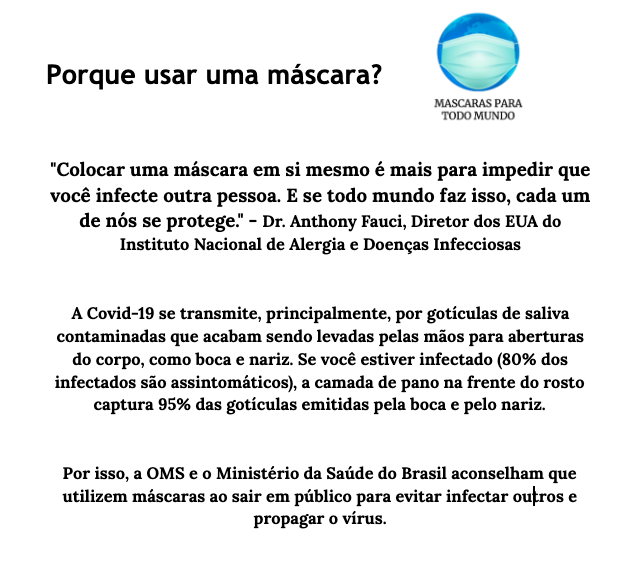 Porque usar uma máscara?
MASCARAS PARA
TODO MUNDO
"Colocar uma máscara em si mesmo é mais para impedir que
você infecte outra pessoa. E se todo mundo faz isso, cada um
de nós se protege." - Dr. Anthony Fauci, Diretor dos EUA do
Instituto Nacional de Alergia e Doenças Infecciosas
A Covid-19 se transmite, principalmente, por gotículas de saliva
contaminadas que acabam sendo levadas pelas mãos para aberturas
do corpo, como boca e nariz. Se você estiver infectado (80% dos
infectados são assintomáticos), a camada de pano na frente do rosto
captura 95% das gotículas emitidas pela boca e pelo nariz.
Por isso, a OMS e o Ministério da Saúde do Brasil aconselham que
utilizem máscaras ao sair em público para evitar infectar outros e
propagar o vírus.